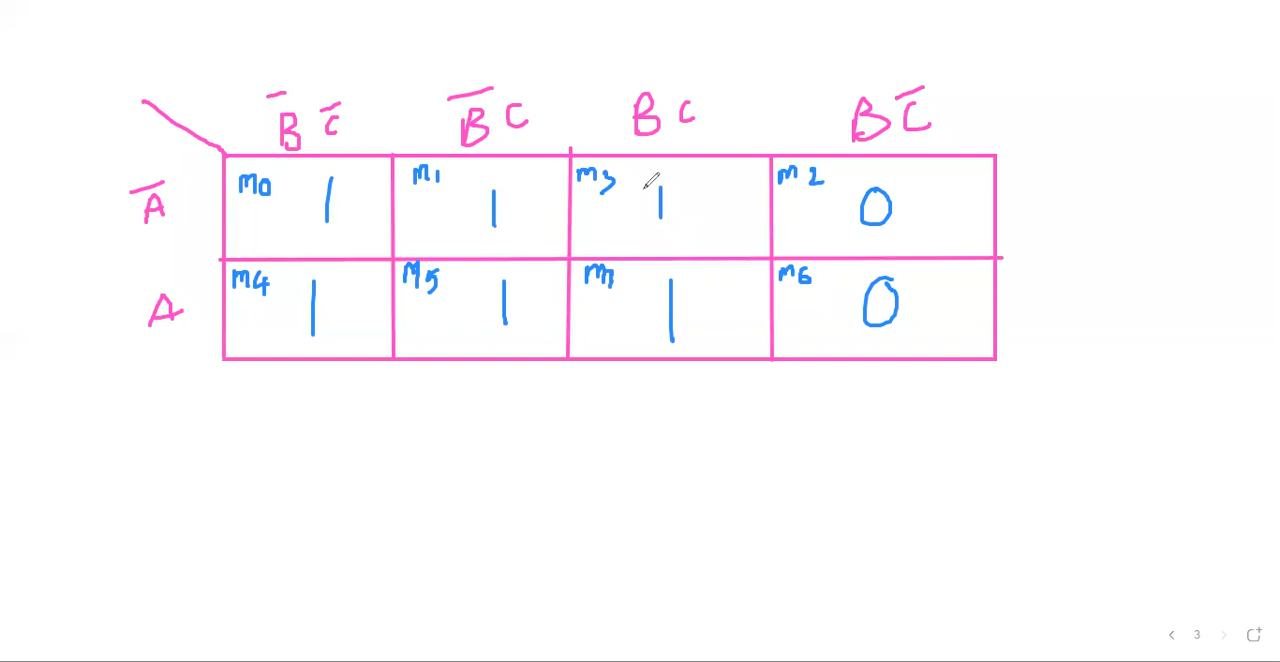 B̅ C̅ B̅ C B C B C̅
A̅ m0 1 m1 1 m3 1 m2 0
A m4 1 m5 1 m7 1 m6 0
3